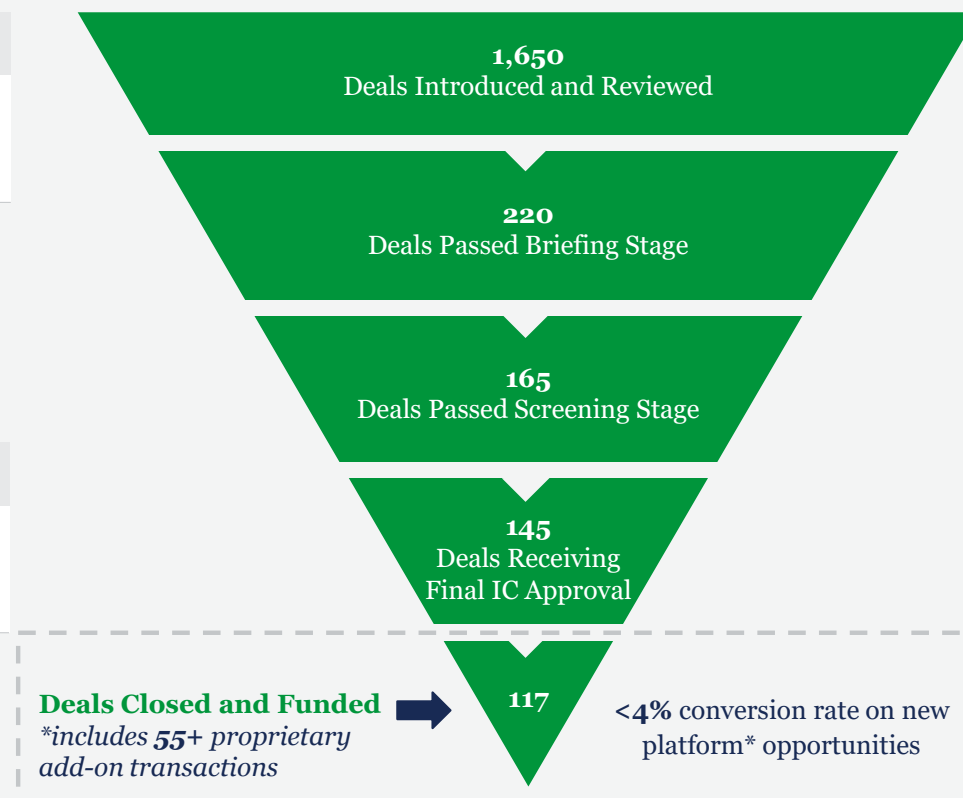 1,650
Deals Introduced and Reviewed
220
Deals Passed Briefing Stage
165
Deals Passed Screening Stage
145
Deals Receiving
Final IC Approval
117
Deals Closed and Funded
*includes 55+ proprietary
add-on transactions
<4% conversion rate on new
platform* opportunities